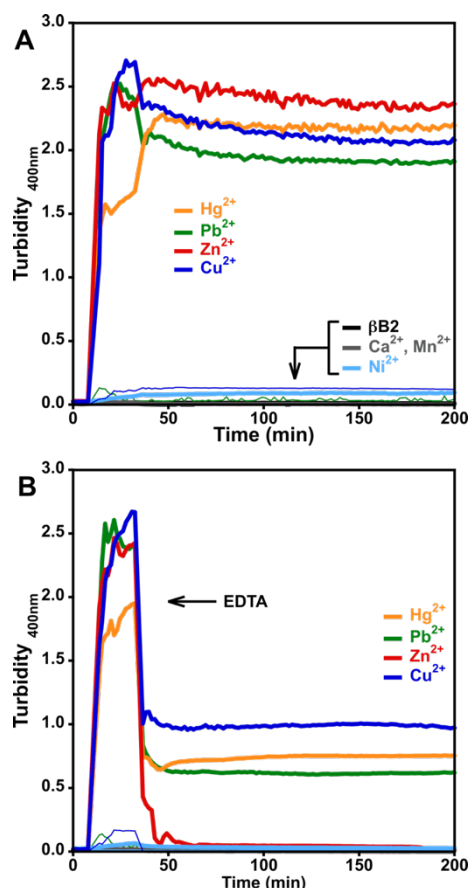 A
3.0
2.5
2.0
1.5
1.0
0.5
0.0
Turbidity 400nm
Hg2+
Pb2+
Zn2+
Cu2+
βB2
Ca2+, Mn2+
Ni2+
0 50 100 150 200
Time (min)
B
3.0
2.5
2.0
1.5
1.0
0.5
0.0
Turbidity 400nm
EDTA
Hg2+
Pb2+
Zn2+
Cu2+
0 50 100 150 200
Time (min)